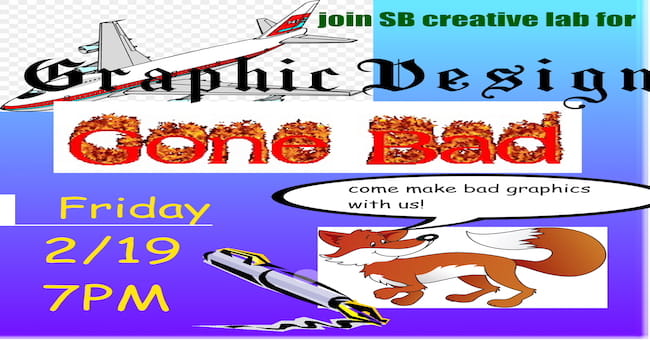 join SB creative lab for
Graphic Design
Gone Bad
come make bad graphics
with us!
Friday
2/19
7PM